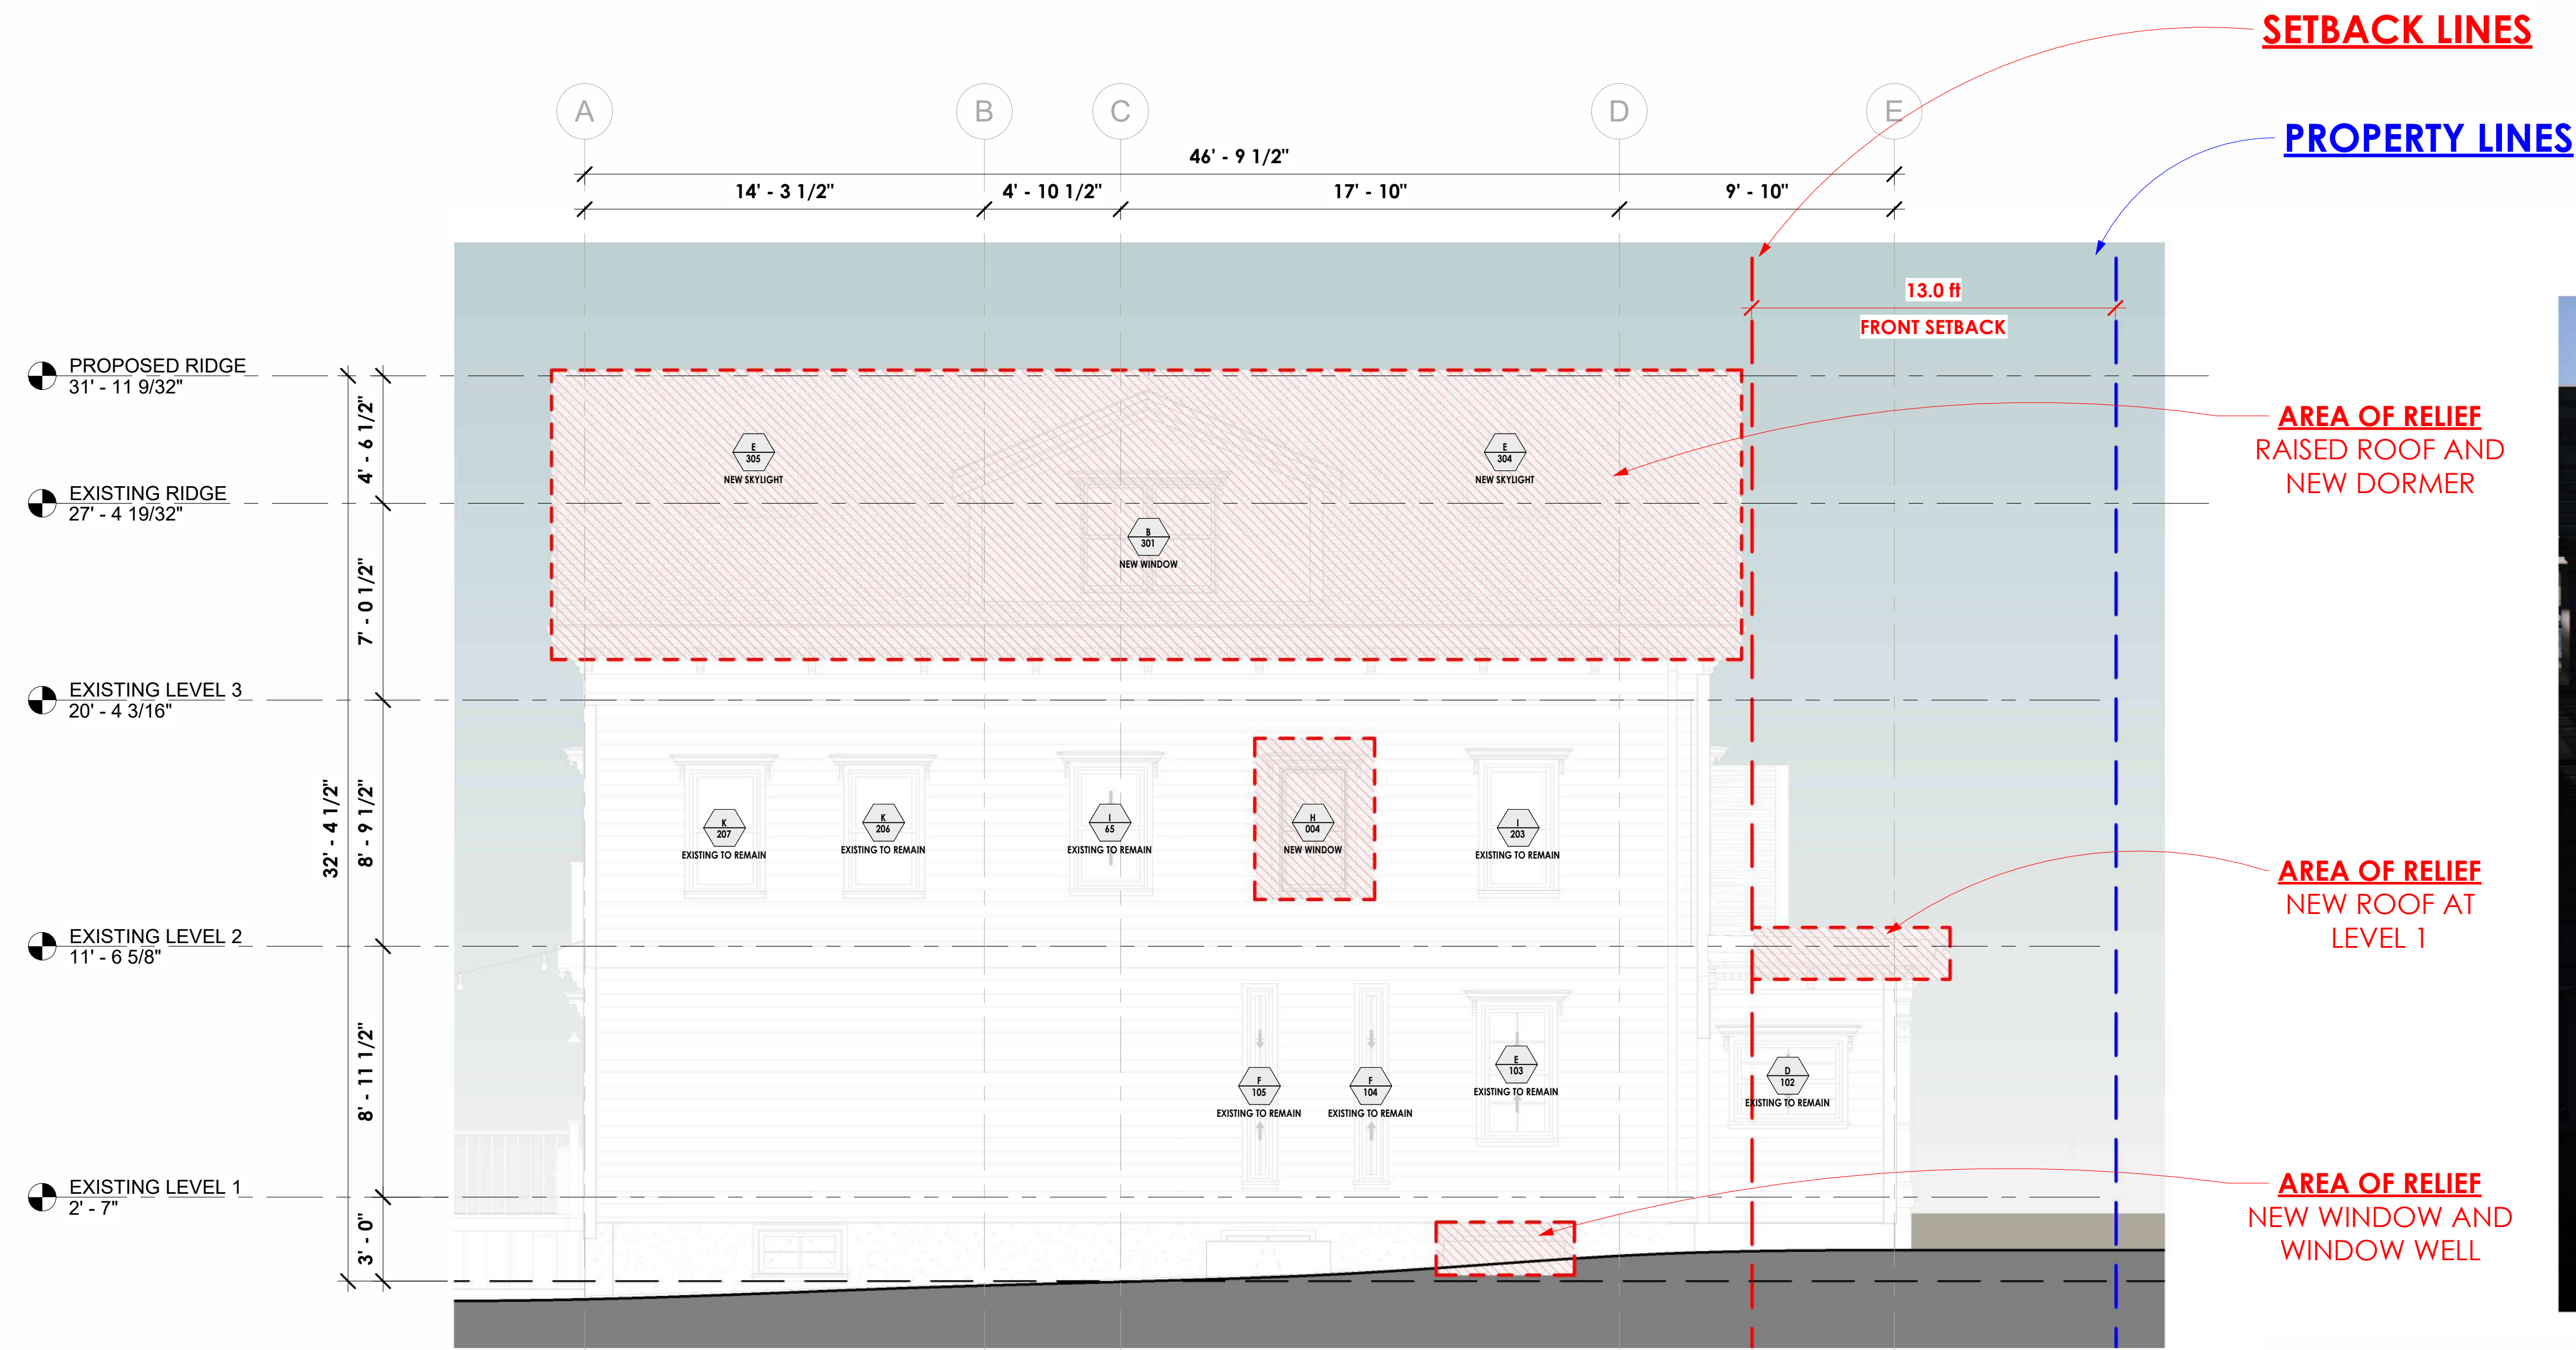 SETBACK LINES
PROPERTY LINES
A
B
C
D
E
46' - 9 1/2"
14' - 3 1/2"
4' - 10 1/2"
17' - 10"
9' - 10"
13.0 ft
FRONT SETBACK
PROPOSED RIDGE
31' - 11 9/32"
EXISTING RIDGE
27' - 4 19/32"
EXISTING LEVEL 3
20' - 4 3/16"
EXISTING LEVEL 2
11' - 6 5/8"
EXISTING LEVEL 1
2' - 7"
32' - 4 1/2"
4' - 6 1/2"
7' - 0 1/2"
8' - 9 1/2"
8' - 11 1/2"
3' - 0"
E
305
NEW SKYLIGHT
E
304
NEW SKYLIGHT
B
301
NEW WINDOW
K
207
EXISTING TO REMAIN
K
206
EXISTING TO REMAIN
I
65
EXISTING TO REMAIN
H
004
NEW WINDOW
I
203
EXISTING TO REMAIN
F
105
EXISTING TO REMAIN
F
104
EXISTING TO REMAIN
E
103
EXISTING TO REMAIN
D
102
EXISTING TO REMAIN
AREA OF RELIEF
RAISED ROOF AND
NEW DORMER
AREA OF RELIEF
NEW ROOF AT
LEVEL 1
AREA OF RELIEF
NEW WINDOW AND
WINDOW WELL